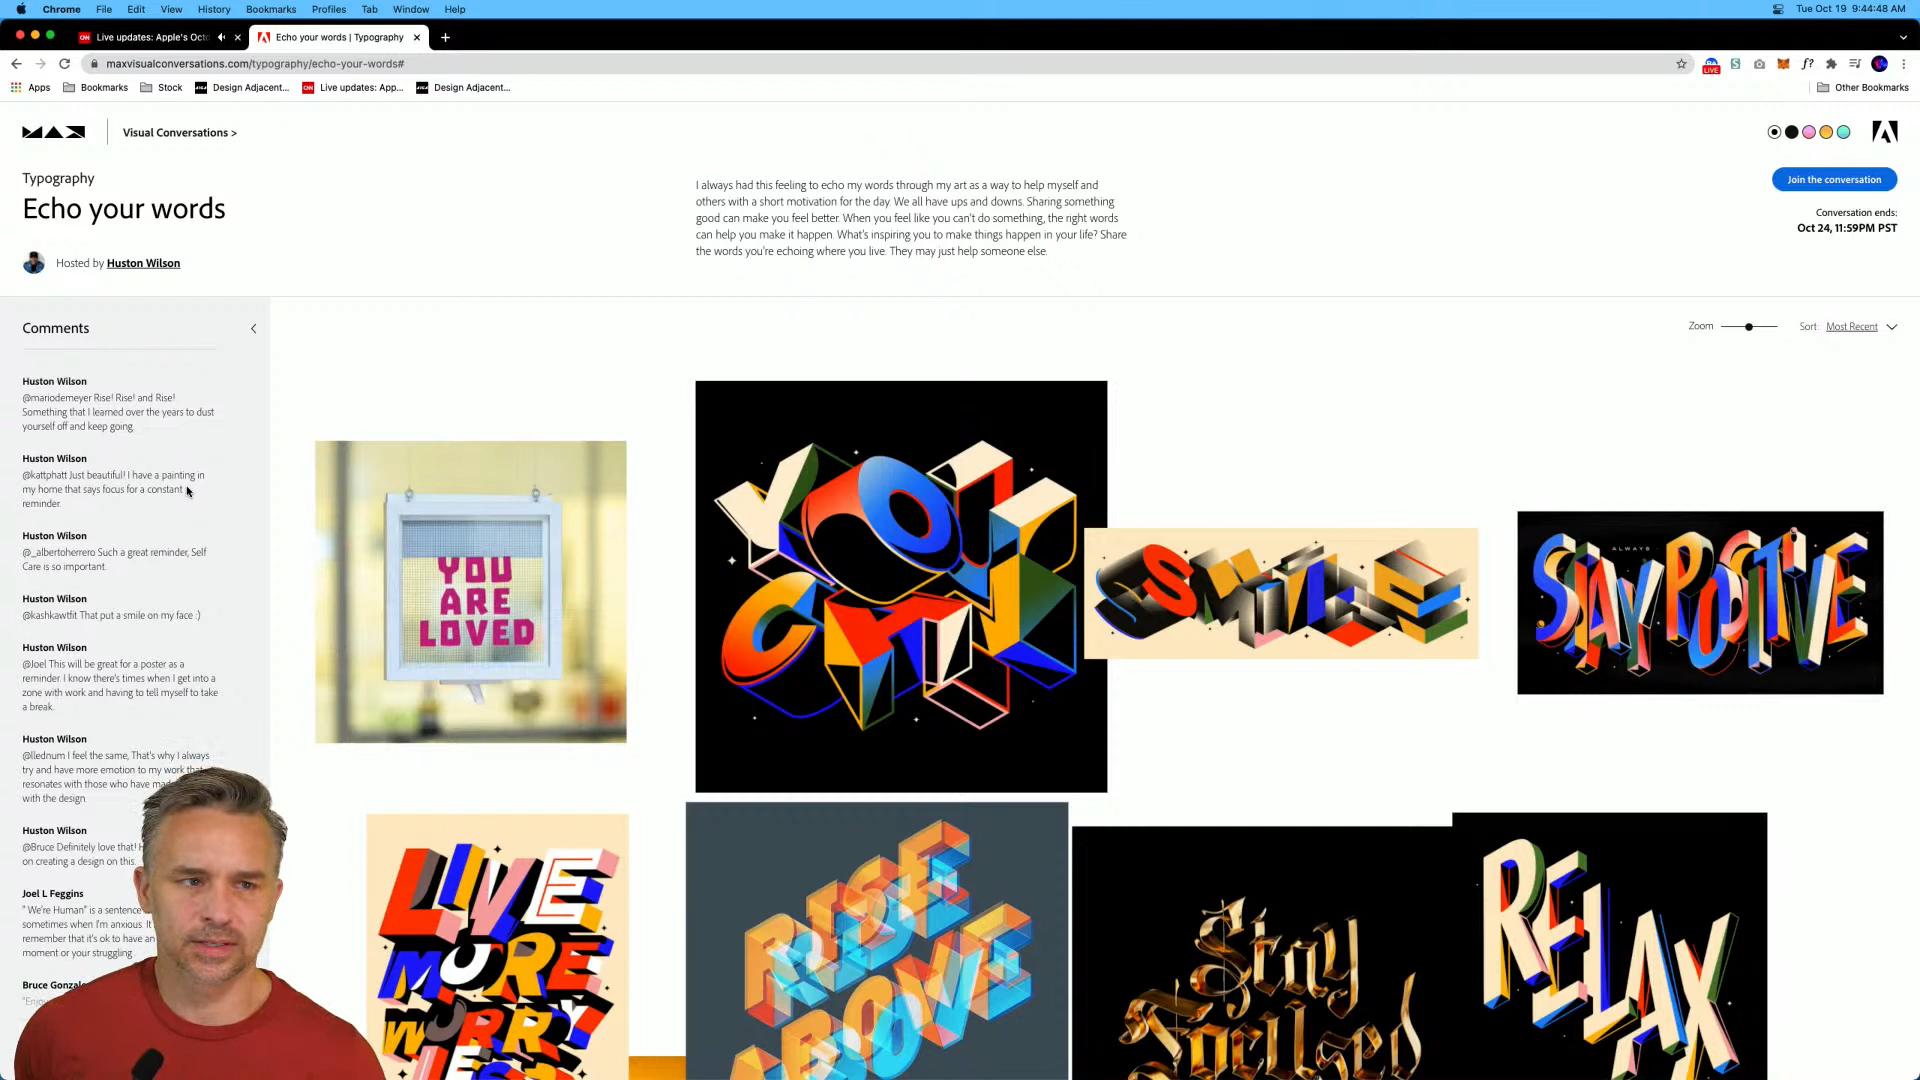 Chrome File Edit View History Bookmarks Profiles Tab Window Help
Tue Oct 19 9:44:48 AM
Live updates: Apple's Octo
Echo your words | Typography
maxvisualconversations.com/typography/echo-your-words#
LIVE
f?
Apps Bookmarks Stock Design Adjacent... Live updates: App... Design Adjacent... Other Bookmarks
MAX
Visual Conversations >
Typography
Echo your words
Hosted by Huston Wilson
I always had this feeling to echo my words through my art as a way to help myself and
others with a short motivation for the day. We all have ups and downs. Sharing something
good can make you feel better. When you feel like you can't do something, the right words
can help you make it happen. What's inspiring you to make things happen in your life? Share
the words you're echoing where you live. They may just help someone else.
Join the conversation
Conversation ends:
Oct 24, 11:59PM PST
Comments
Zoom
Sort: Most Recent
Huston Wilson
@mariodemeyer Rise! Rise! and Rise!
Something that I learned over the years to dust
yourself off and keep going.
Huston Wilson
@kattphatt Just beautiful! I have a painting in
my home that says focus for a constant
reminder.
Huston Wilson
@_albertoherrero Such a great reminder, Self
Care is so important.
Huston Wilson
@kashkawtfit That put a smile on my face :)
Huston Wilson
@Joel This will be great for a poster as a
reminder. I know there's times when I get into a
zone with work and having to tell myself to take
a break.
Huston Wilson
@llednum I feel the same, That's why I always
try and have more emotion to my work that
resonates with those who have
with the design.
Huston Wilson
@Bruce Definitely love that!
on creating a design on this.
Joel L Feggins
" We're Human" is a sentence
sometimes when I'm anxious. It
remember that it's ok to have an
moment or your struggling
Bruce
YOU
ARE
LOVED
YOU
CAN
SMILE
ALWAYS
STAY POSITIVE
LIVE
MORE
WORRY
LESS
RISE
ABOVE
Stay
Focused
RELAX